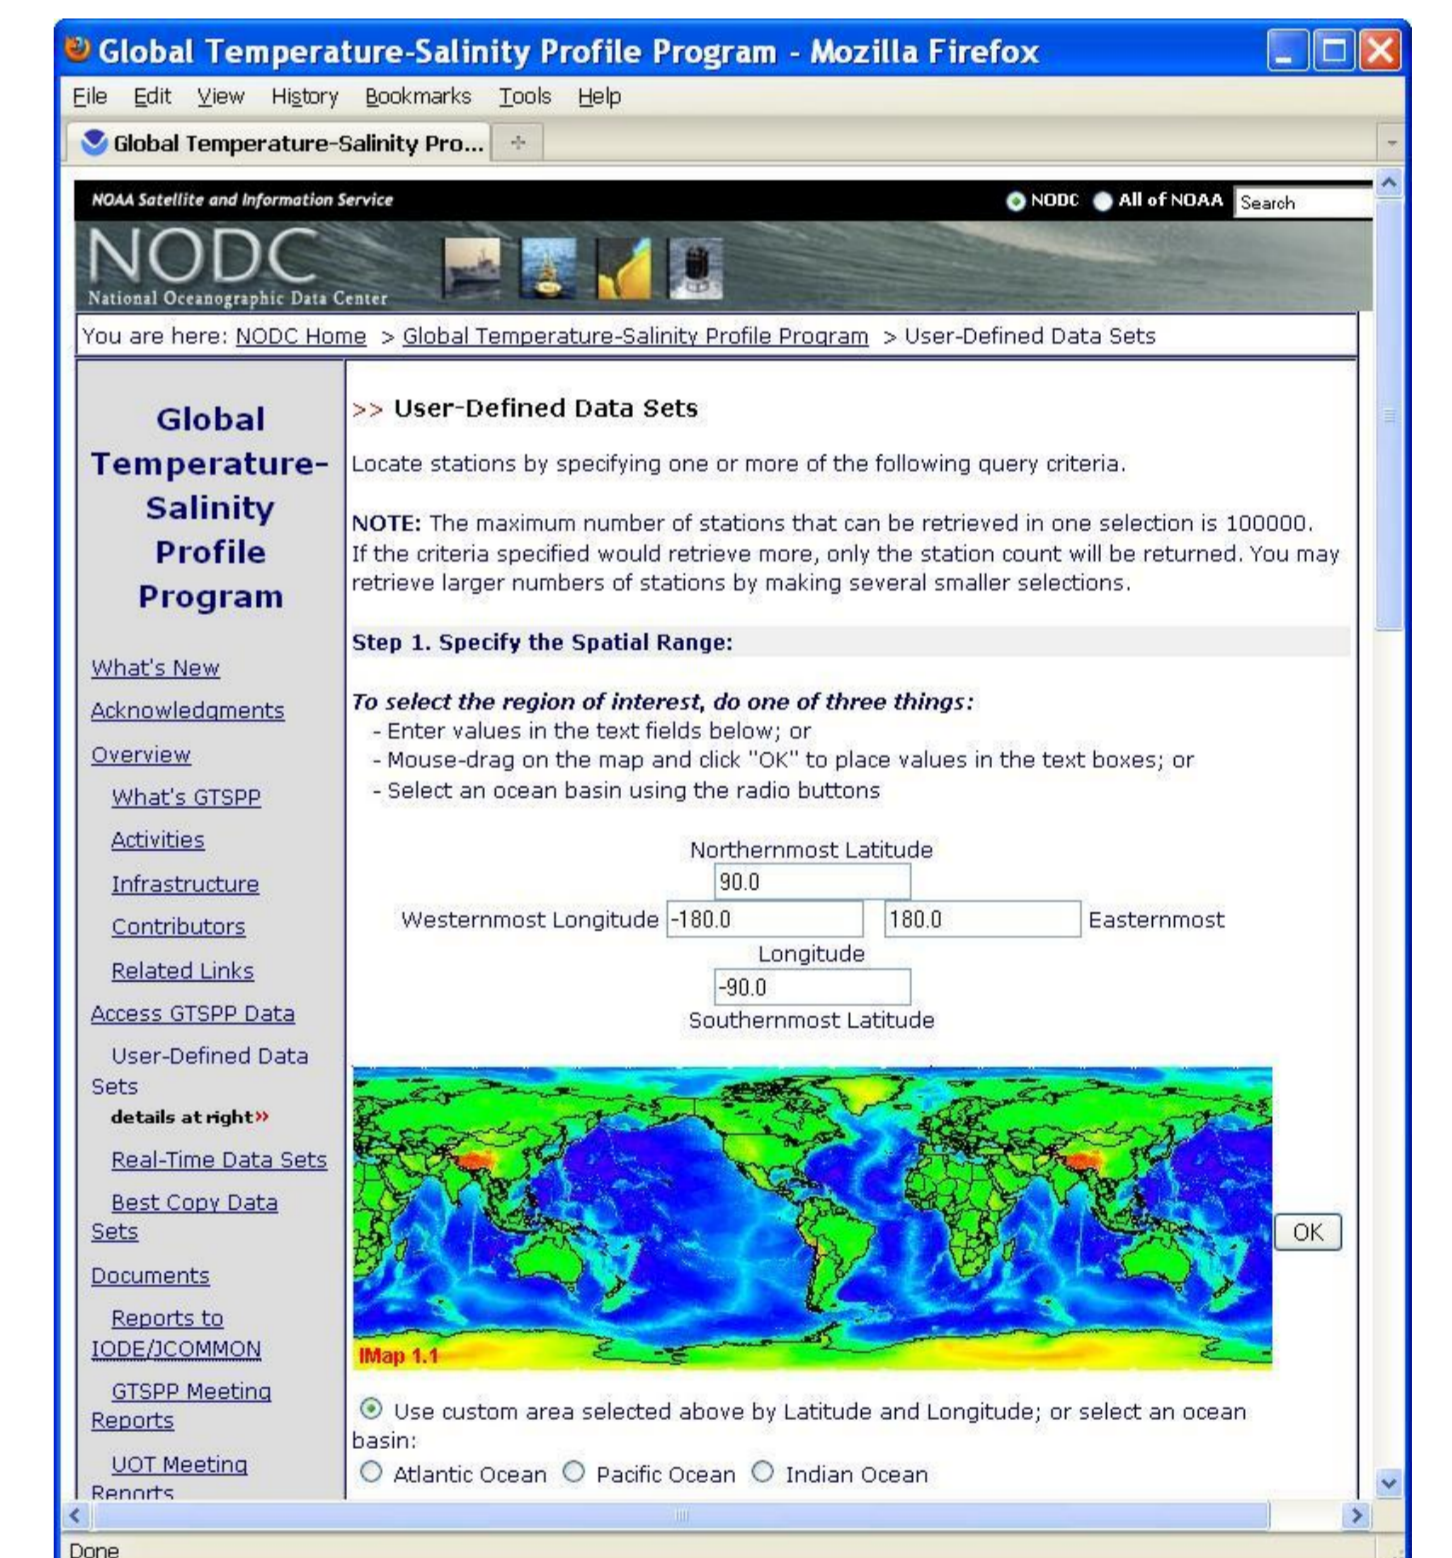 Global Temperature-Salinity Profile Program - Mozilla Firefox
File Edit View History Bookmarks Tools Help
Global Temperature-Salinity Pro...
NOAA Satellite and Information Service
NODC All of NOAA Search
NODC
National Oceanographic Data Center
You are here: NODC Home > Global Temperature-Salinity Profile Program > User-Defined Data Sets
Global
Temperature-
Salinity
Profile
Program
What's New
Acknowledgments
Overview
What's GTSPP
Activities
Infrastructure
Contributors
Related Links
Access GTSPP Data
User-Defined Data
Sets
details at right»
Real-Time Data Sets
Best Copy Data
Sets
Documents
Reports to
IODE/JCOMMON
GTSPP Meeting
Reports
UOT Meeting
Reports
>> User-Defined Data Sets
Locate stations by specifying one or more of the following query criteria.
NOTE: The maximum number of stations that can be retrieved in one selection is 100000.
If the criteria specified would retrieve more, only the station count will be returned. You may
retrieve larger numbers of stations by making several smaller selections.
Step 1. Specify the Spatial Range:
To select the region of interest, do one of three things:
- Enter values in the text fields below; or
- Mouse-drag on the map and click "OK" to place values in the text boxes; or
- Select an ocean basin using the radio buttons
Northernmost Latitude
90.0
Westernmost Longitude -180.0 180.0 Easternmost
Longitude
-90.0
Southernmost Latitude
OK
IMap 1.1
Use custom area selected above by Latitude and Longitude; or select an ocean
basin:
Atlantic Ocean Pacific Ocean Indian Ocean
Done